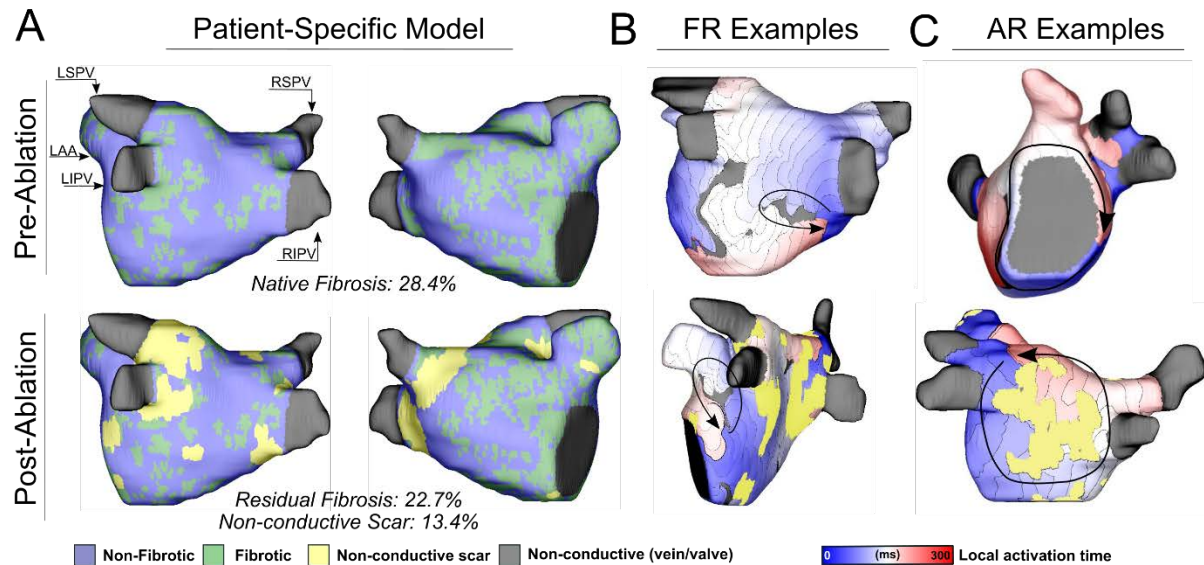 A
Patient-Specific Model
B
FR Examples
C
AR Examples
Pre-Ablation
LSPV
RSPV
LAA
LIPV
RIPV
Native Fibrosis: 28.4%
Post-Ablation
Residual Fibrosis: 22.7%
Non-conductive Scar: 13.4%
Non-Fibrotic
Fibrotic
Non-conductive scar
Non-conductive (vein/valve)
0 (ms) 300 Local activation time